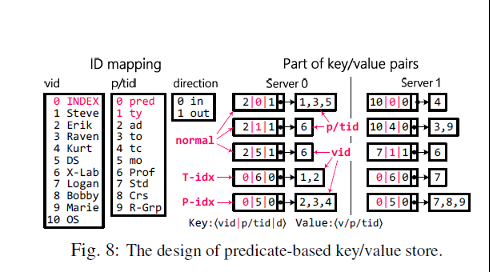 ID mapping
Part of key/value pairs
vid
p/tid
direction
Server 0
Server 1
0 INDEX
1 Steve
2 Erik
3 Raven
4 Kurt
5 DS
6 X-Lab
7 Logan
8 Bobby
9 Marie
10 OS
0 pred
1 ty
2 ad
3 to
4 tc
5 mo
6 Prof
7 Std
8 Crs
9 R-Grp
0 in
1 out
normal
T-idx
P-idx
2|0|1 1,3,5
2|1|1 6 p/tid
2|5|1 6 vid
0|6|0 1,2
0|5|0 2,3,4
10|0|0 4
10|4|0 3,9
7|1|1 6
0|6|0 7
0|5|0 7,8,9
Key:⟨vid|p/tid|d⟩ Value:⟨v/p/tid⟩
Fig. 8: The design of predicate-based key/value store.